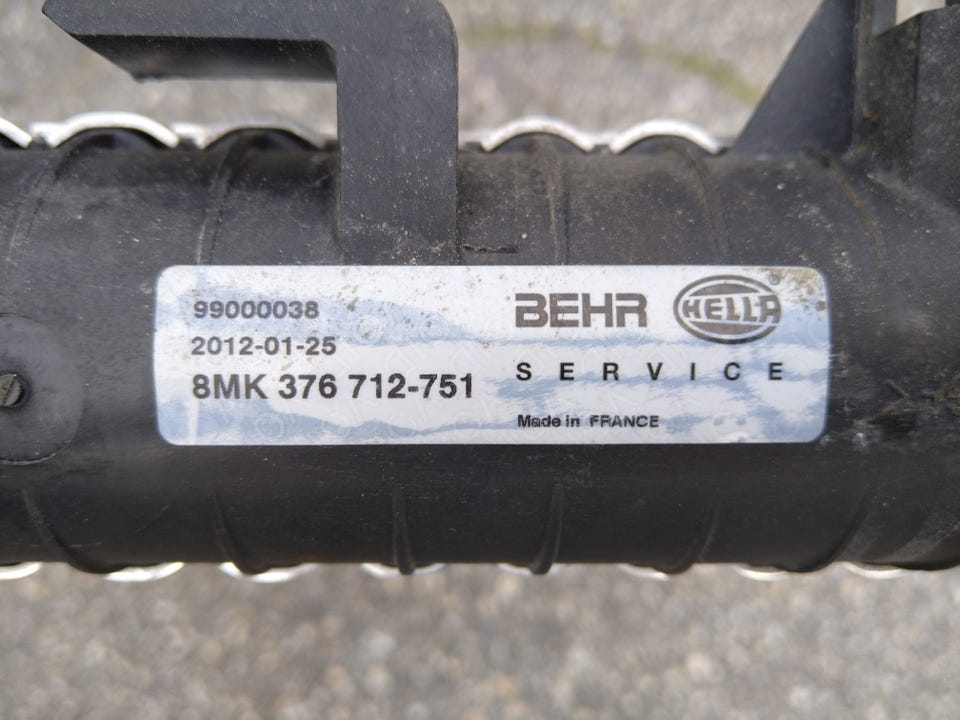 99000038
2012-01-25
8MK 376 712-751
BEHR HELLA®
SERVICE
Made in FRANCE